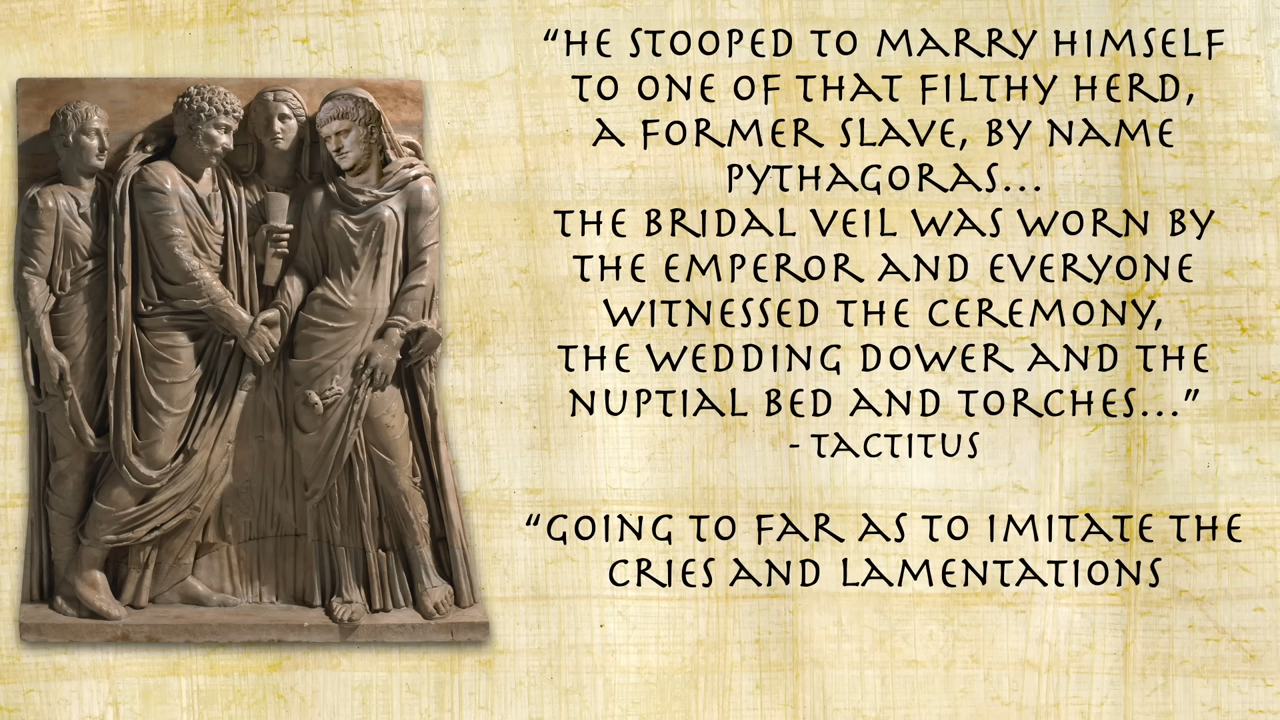 “HE STOOPED TO MARRY HIMSELF
TO ONE OF THAT FILTHY HERD,
A FORMER SLAVE, BY NAME
PYTHAGORAS...
THE BRIDAL VEIL WAS WORN BY
THE EMPEROR AND EVERYONE
WITNESSED THE CEREMONY,
THE WEDDING DOWER AND THE
NUPTIAL BED AND TORCHES...”
- TACTITUS
“GOING TO FAR AS TO IMITATE THE
CRIES AND LAMENTATIONS